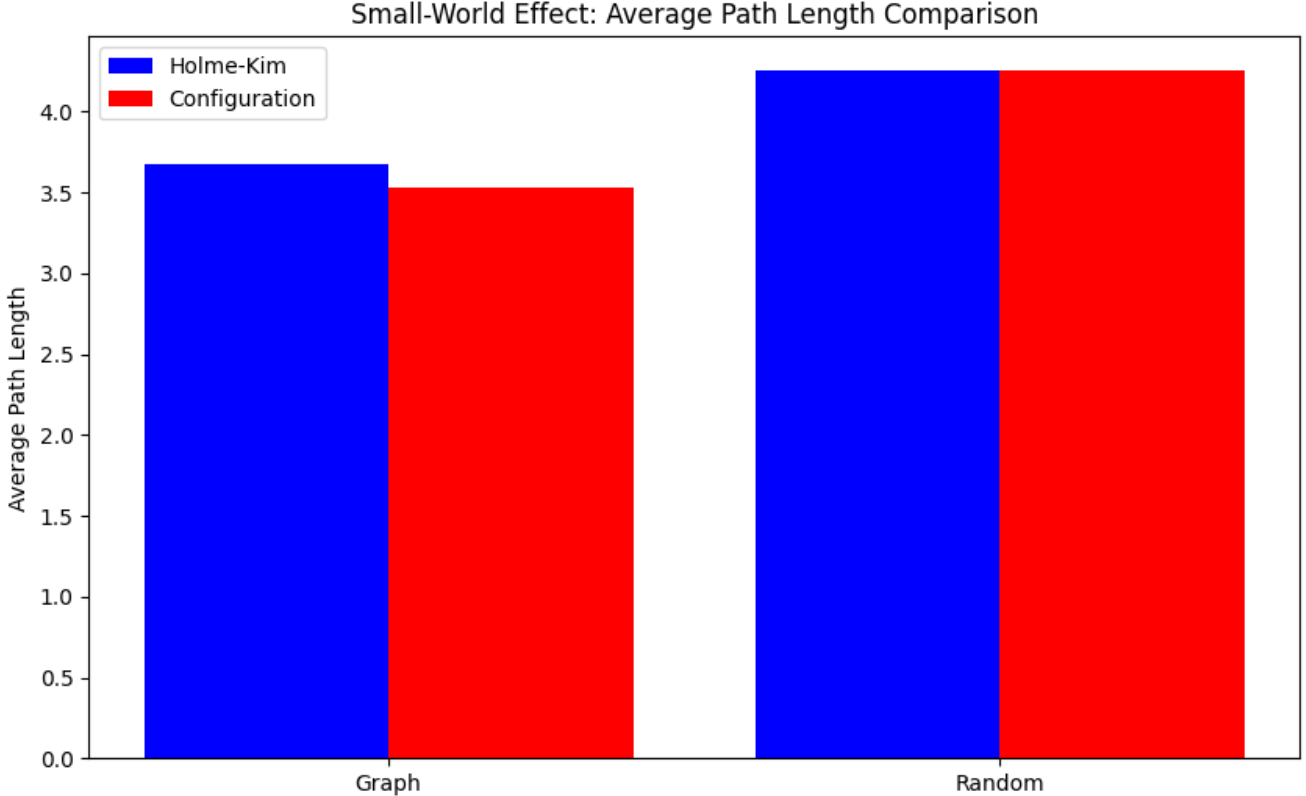 Small-World Effect: Average Path Length Comparison
Holme-Kim
Configuration
Average Path Length
4.0
3.5
3.0
2.5
2.0
1.5
1.0
0.5
0.0
Graph
Random